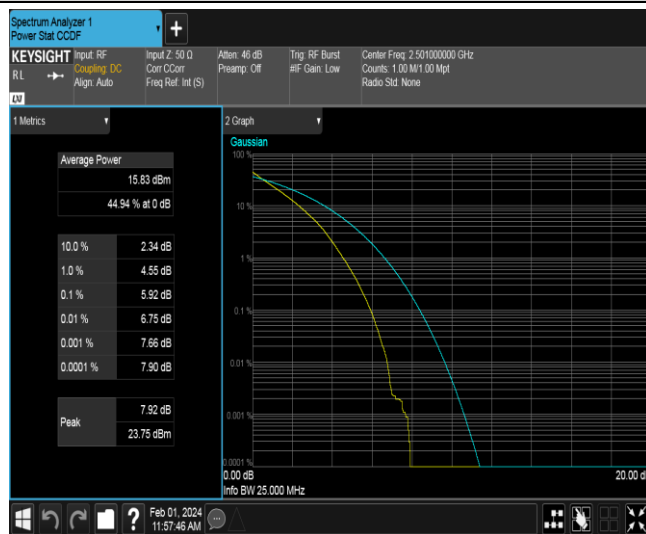 Spectrum Analyzer 1
Power Stat CCDF
KEYSIGHT
RL
Input: RF
Coupling: DC
Align: Auto
Input Z: 50 Ω
Corr CCorr
Freq Ref: Int (S)
Atten: 46 dB
Preamp: Off
Trig: RF Burst
#IF Gain: Low
Center Freq: 2.501000000 GHz
Counts: 1.00 M/1.00 Mpt
Radio Std: None
LXI
1 Metrics
Average Power
15.83 dBm
44.94 % at 0 dB
10.0 % 2.34 dB
1.0 % 4.55 dB
0.1 % 5.92 dB
0.01 % 6.75 dB
0.001 % 7.66 dB
0.0001 % 7.90 dB
Peak
7.92 dB
23.75 dBm
2 Graph
Gaussian
100 %
10 %
1 %
0.1 %
0.01 %
0.001 %
0.0001 %
0.00 dB
20.00 d
Info BW 25.000 MHz
?
Feb 01, 2024
11:57:46 AM